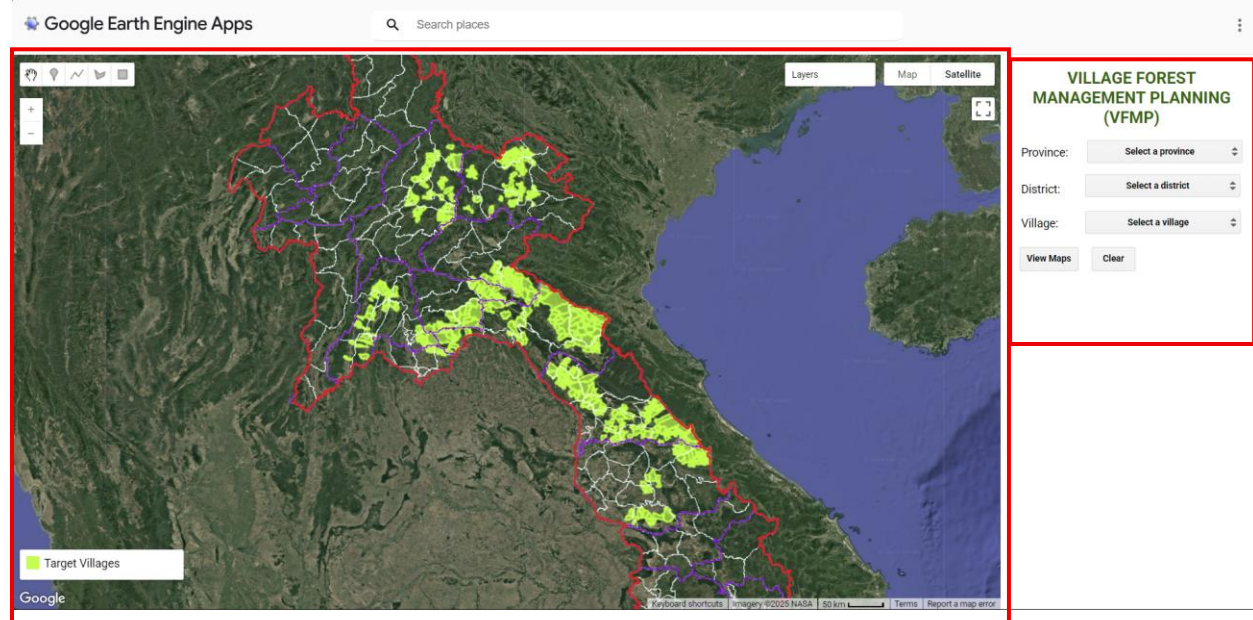 Google Earth Engine Apps
Search places
Layers
Map Satellite
+
−
VILLAGE FOREST
MANAGEMENT PLANNING
(VFMP)
Province: Select a province
District: Select a district
Village: Select a village
View Maps Clear
Target Villages
Google
Keyboard shortcuts Imagery ©2025 NASA 50 km Terms Report a map error